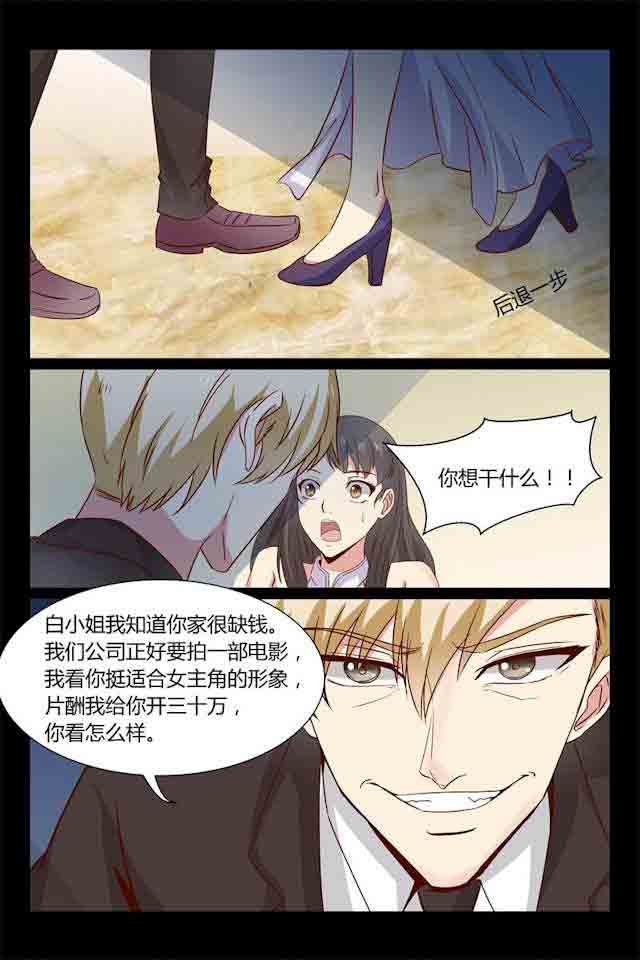 后退一步
你想干什么！！
白小姐我知道你家很缺钱。
我们公司正好要拍一部电影，
我看你挺适合女主角的形象，
片酬我给你开三十万，
你看怎么样。